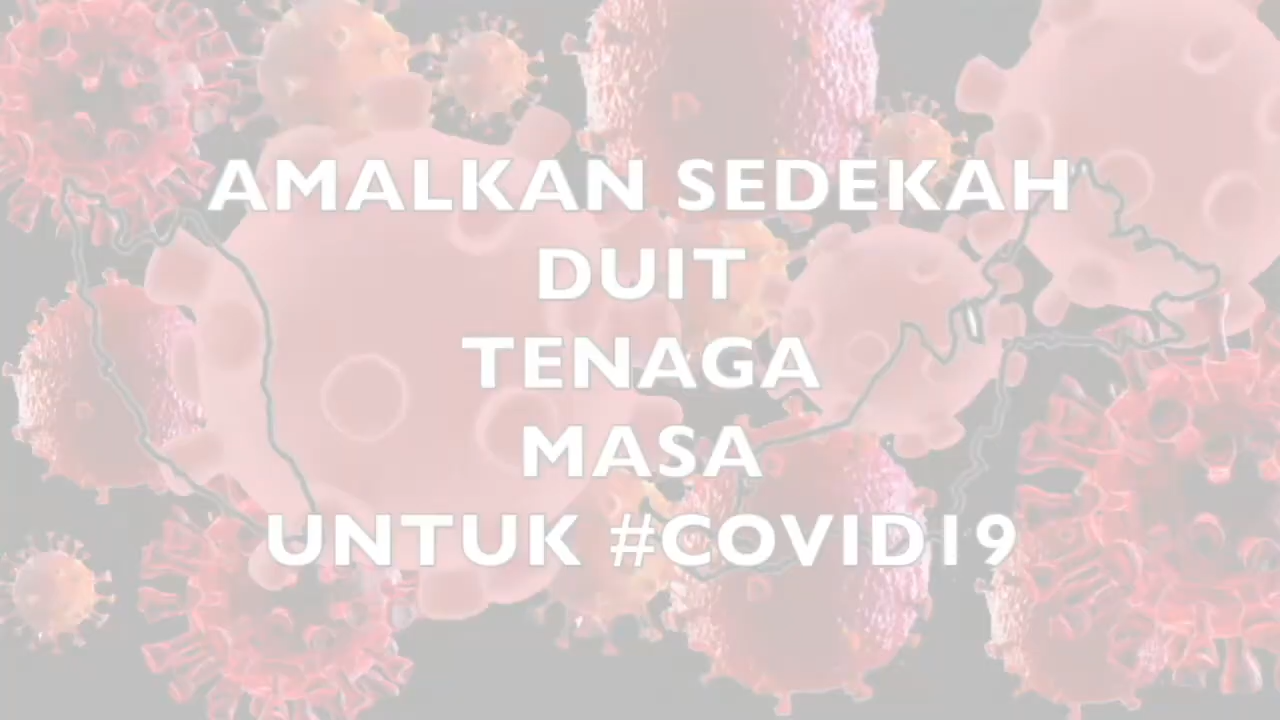 AMALKAN SEDEKAH
DUIT
TENAGA
MASA
UNTUK #COVID19